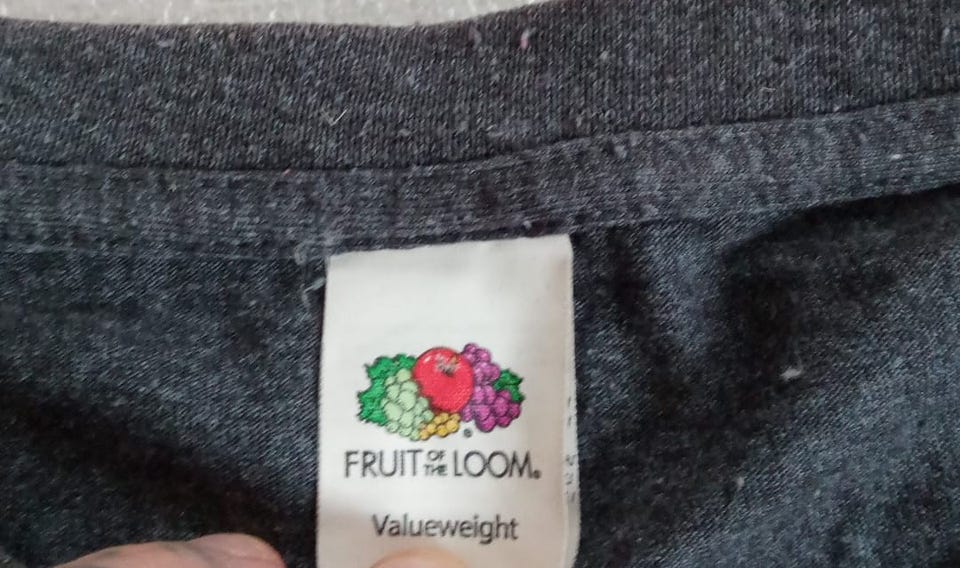 FRUIT OF THE LOOM®
Valueweight